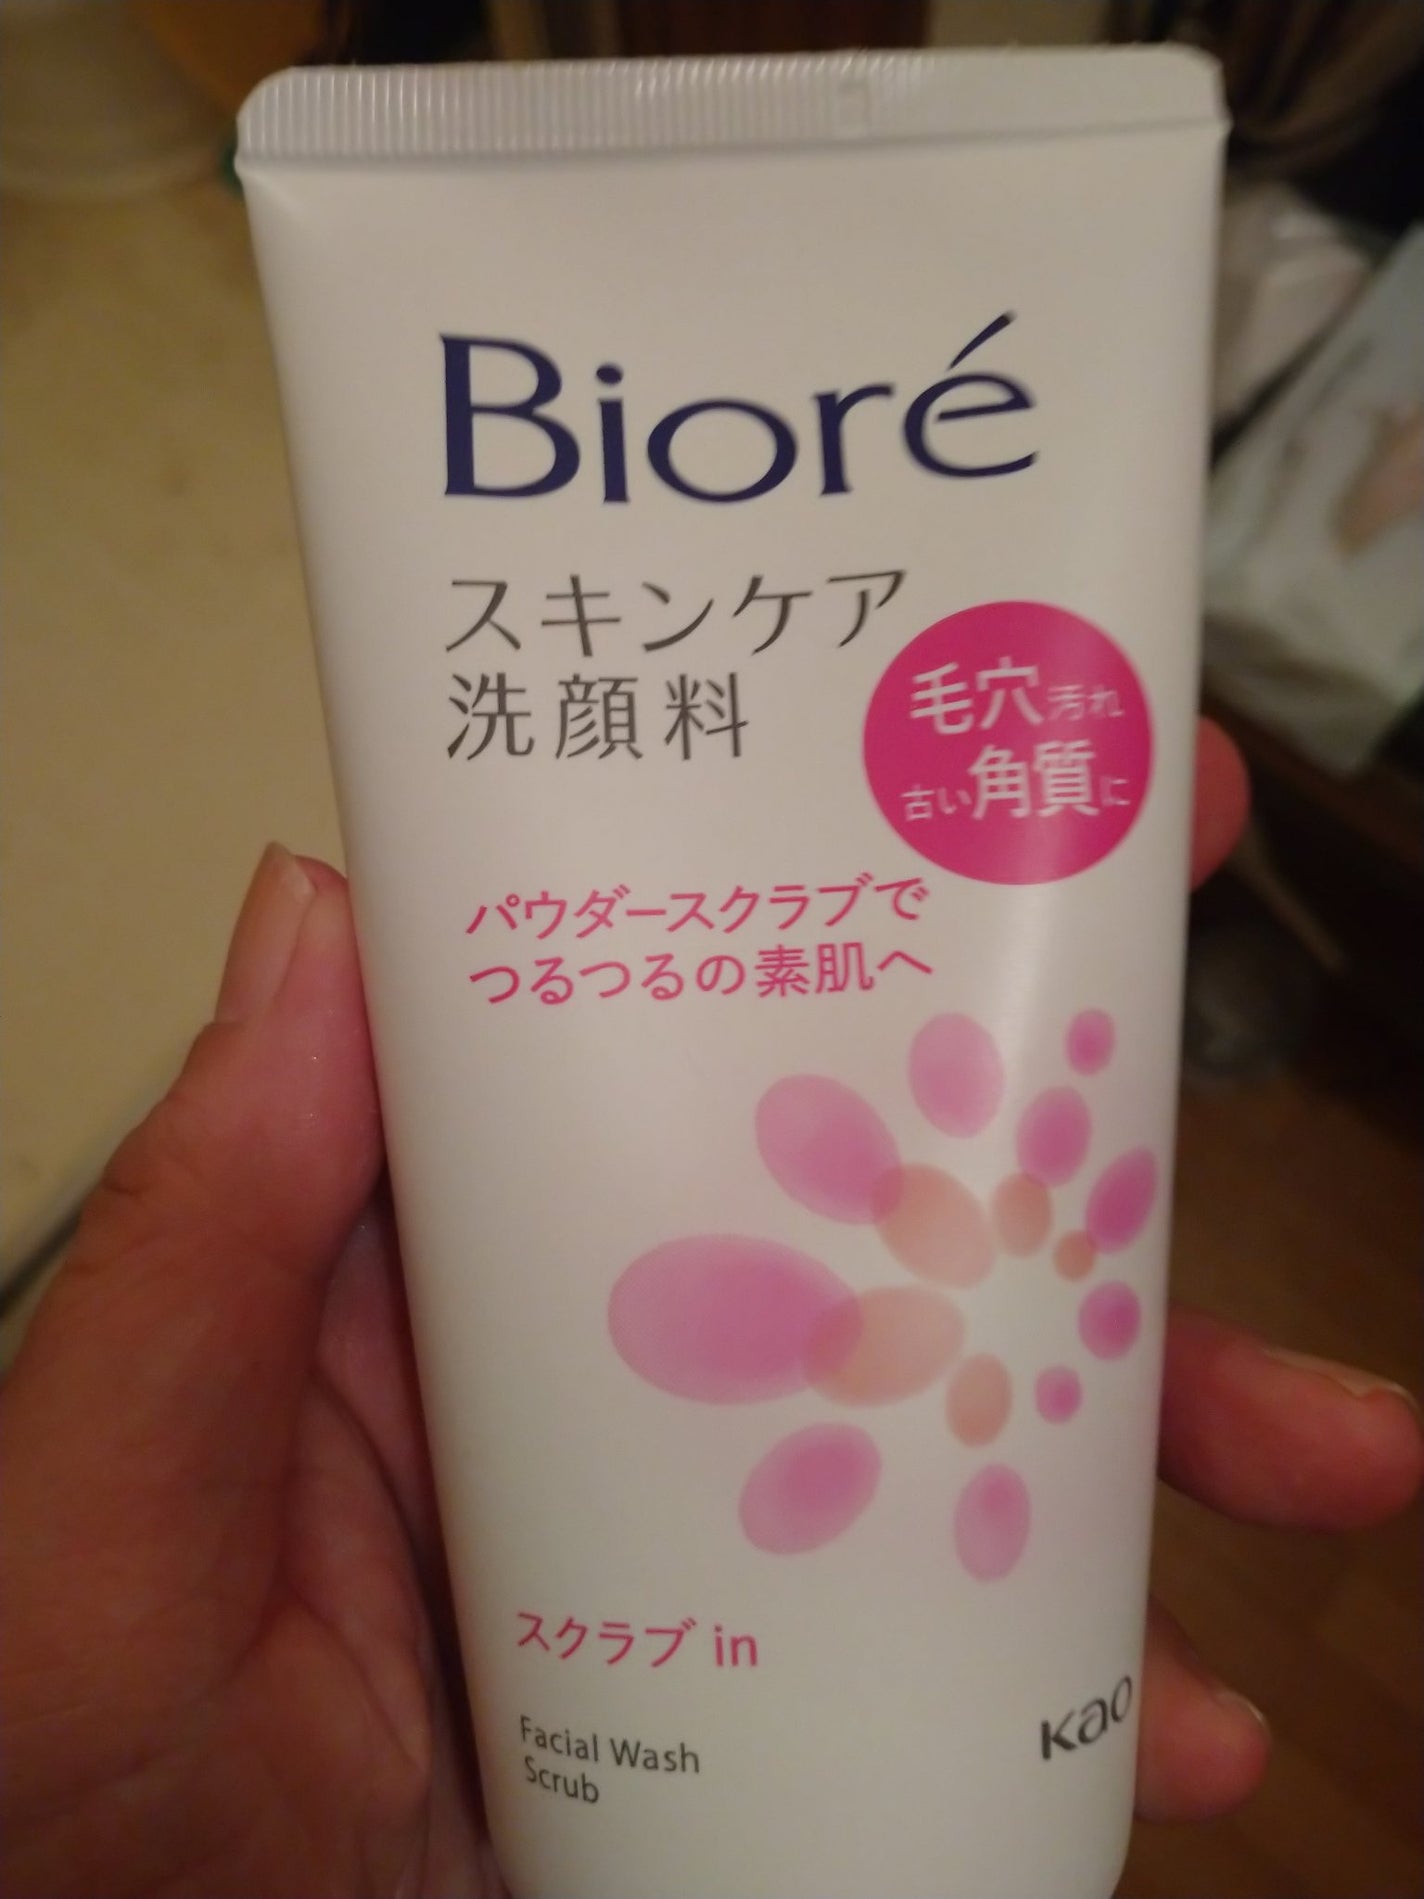 Bioré
スキンケア
洗顔料
毛穴汚れ
古い角質に
パウダースクラブで
つるつるの素肌へ
スクラブ in
Facial Wash
Scrub
Kao